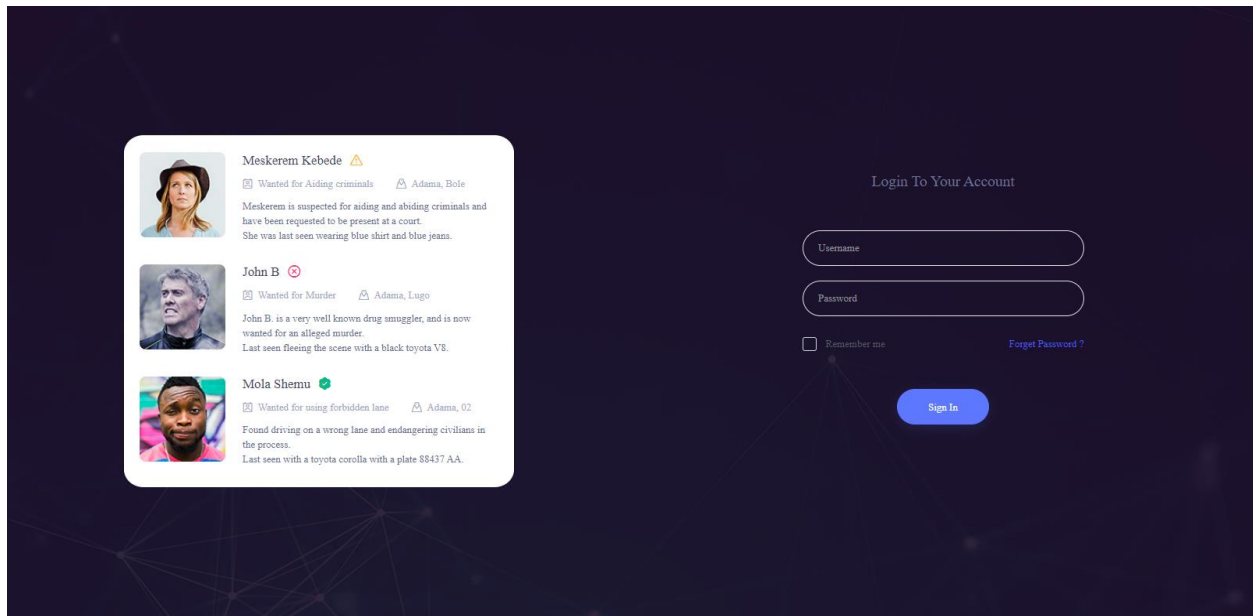 Meskerem Kebede
Wanted for Aiding criminals Adama, Bole
Meskerem is suspected for aiding and abiding criminals and
have been requested to be present at a court.
She was last seen wearing blue shirt and blue jeans.
John B
Wanted for Murder Adama, Lugo
John B. is a very well known drug smuggler, and is now
wanted for an alleged murder.
Last seen fleeing the scene with a black toyota V8.
Mola Shemu
Wanted for using forbidden lane Adama, 02
Found driving on a wrong lane and endangering civilians in
the process.
Last seen with a toyota corolla with a plate 88437 AA.
Login To Your Account
Username
Password
Remember me Forget Password ?
Sign In